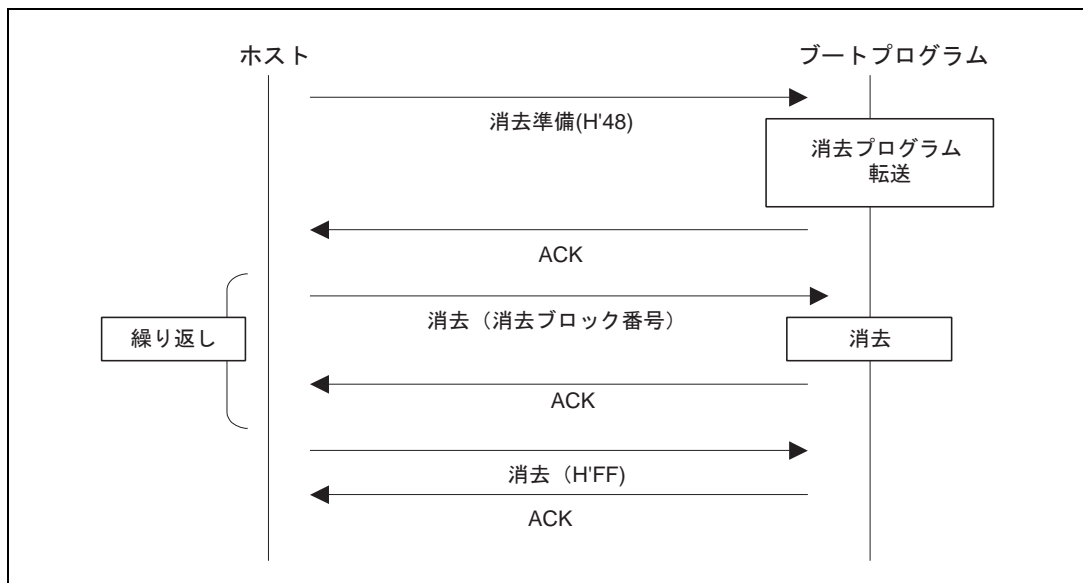 ホスト
ブートプログラム
消去準備(H'48)
消去プログラム
転送
ACK
消去（消去ブロック番号）
繰り返し
消去
ACK
消去（H'FF)
ACK